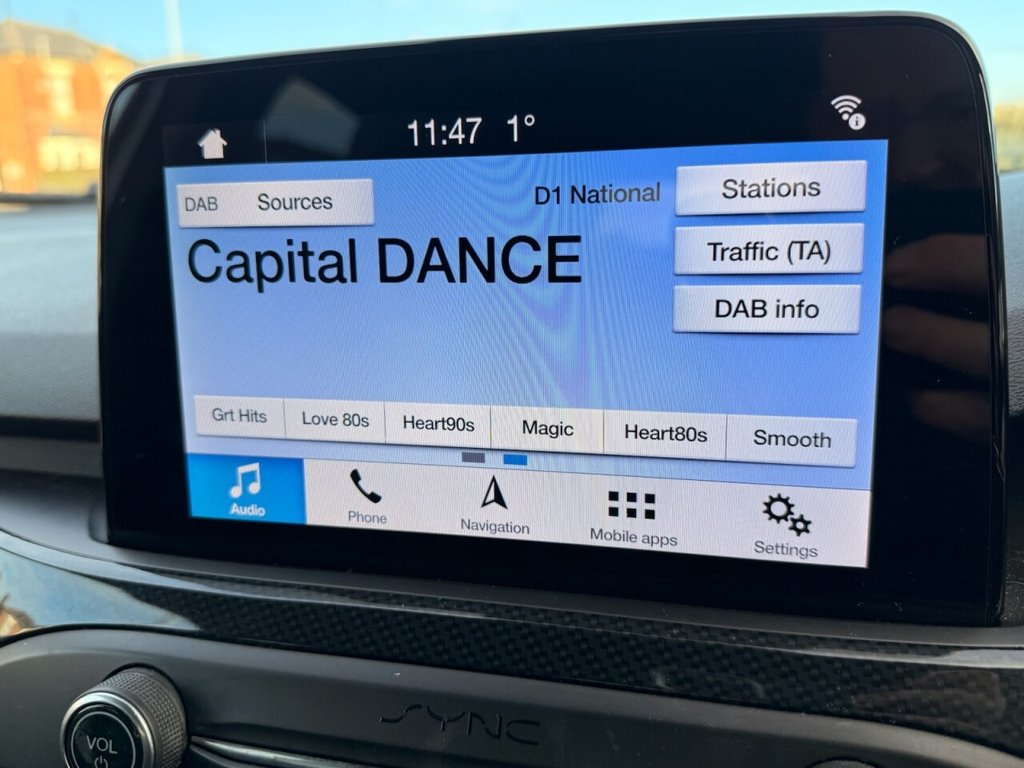 11:47 1°
DAB Sources
D1 National
Stations
Capital DANCE
Traffic (TA)
DAB info
Grt Hits
Love 80s
Heart90s
Magic
Heart80s
Smooth
Audio
Phone
Navigation
Mobile apps
Settings
SYNC
VOL